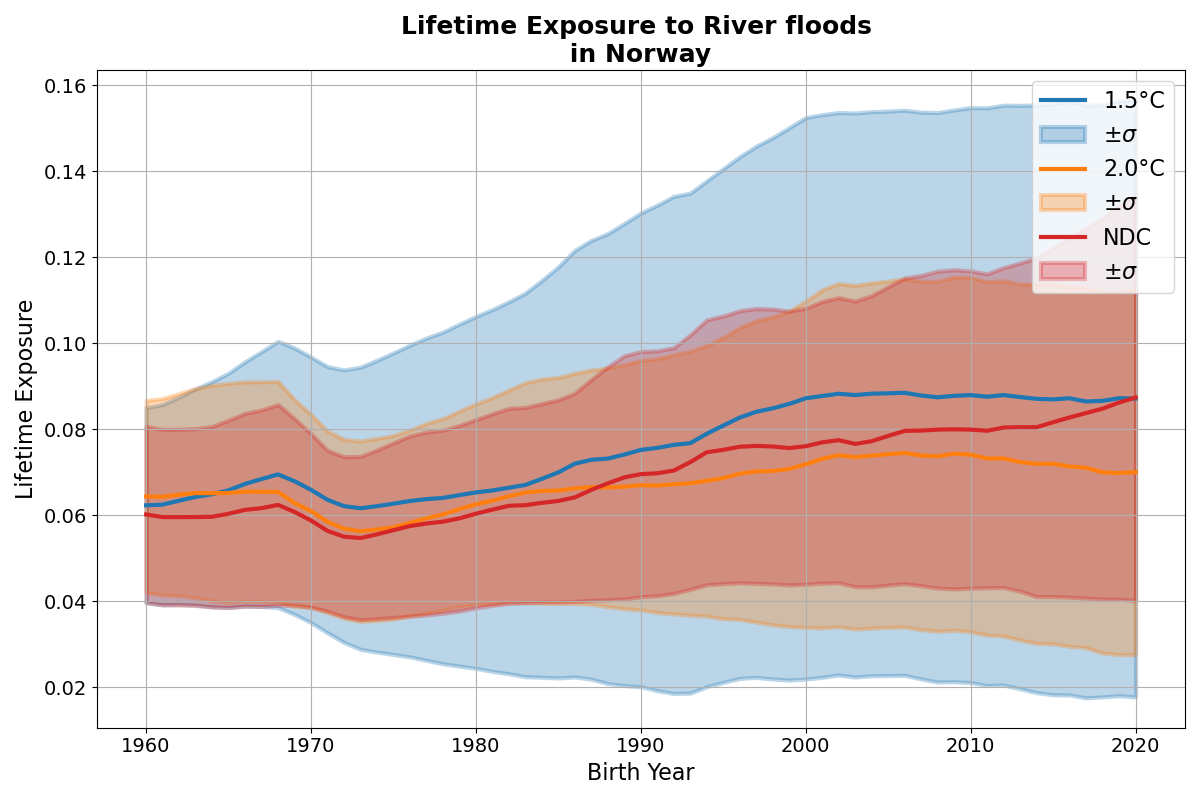 Lifetime Exposure to River floods
in Norway
0.16
0.14
0.12
0.10
0.08
0.06
0.04
0.02
Lifetime Exposure
1960 1970 1980 1990 2000 2010 2020
Birth Year
1.5°C
±σ
2.0°C
±σ
NDC
±σ